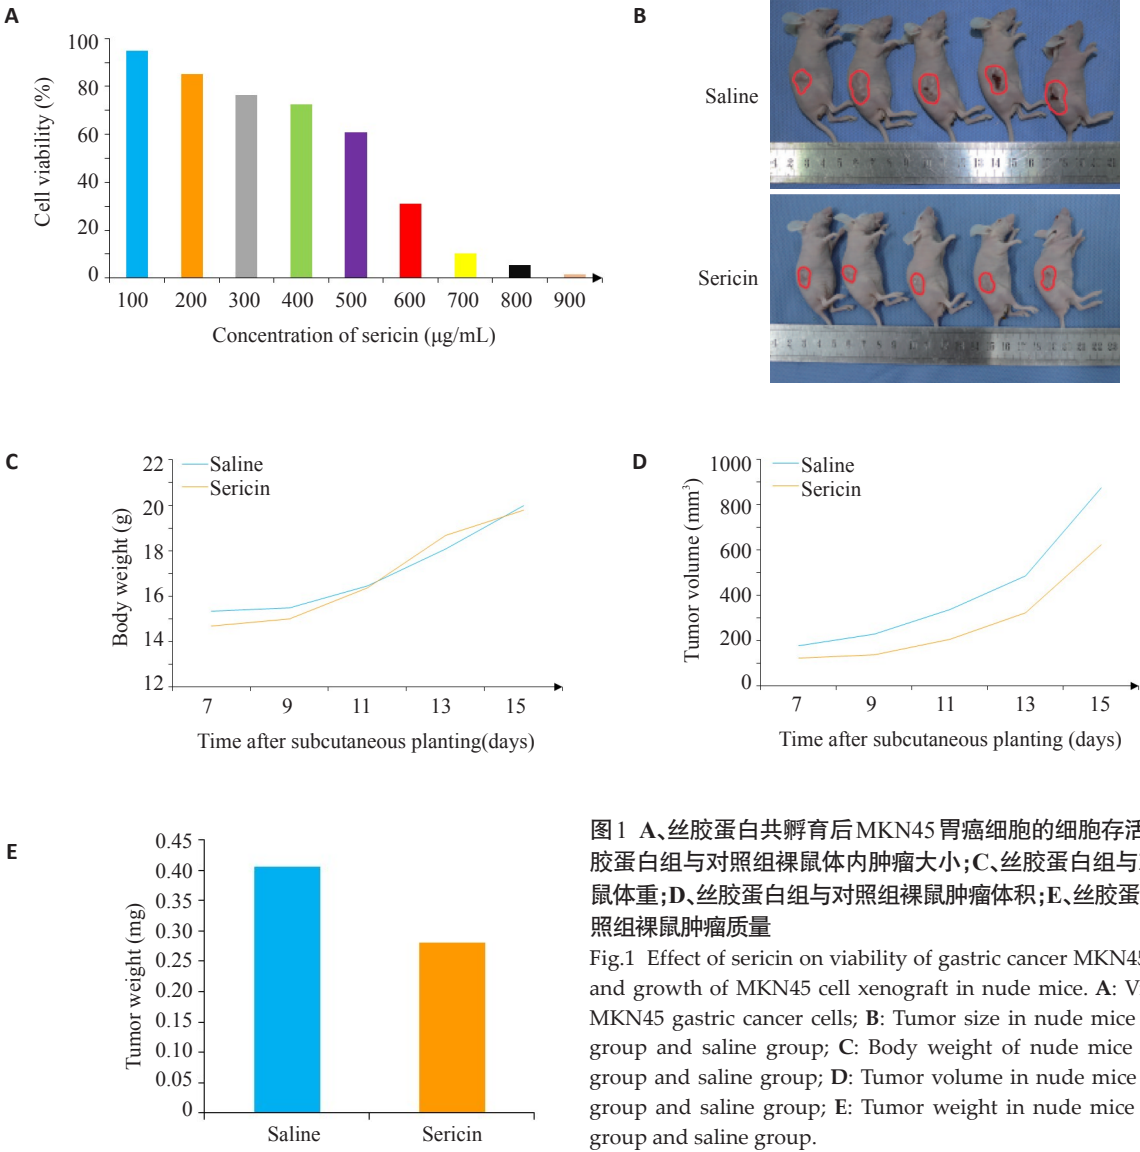 A
100
80
60
40
20
0
Cell viability (%)
100 200 300 400 500 600 700 800 900
Concentration of sericin (μg/mL)
B
Saline
Sericin
C
22
20
18
16
14
12
Body weight (g)
Saline
Sericin
7 9 11 13 15
Time after subcutaneous planting(days)
D
1000
800
600
400
200
0
Tumor volume (mm³)
Saline
Sericin
7 9 11 13 15
Time after subcutaneous planting (days)
E
0.45
0.40
0.35
0.30
0.25
0.20
0.15
0.10
0.05
0
Tumor weight (mg)
Saline Sericin
图1 A、丝胶蛋白共孵育后MKN45胃癌细胞的细胞存活
胶蛋白组与对照组裸鼠体内肿瘤大小;C、丝胶蛋白组与
鼠体重;D、丝胶蛋白组与对照组裸鼠肿瘤体积;E、丝胶蛋
照组裸鼠肿瘤质量
Fig.1 Effect of sericin on viability of gastric cancer MKN45
and growth of MKN45 cell xenograft in nude mice. A: V
MKN45 gastric cancer cells; B: Tumor size in nude mice
group and saline group; C: Body weight of nude mice
group and saline group; D: Tumor volume in nude mice
group and saline group; E: Tumor weight in nude mice
group and saline group.